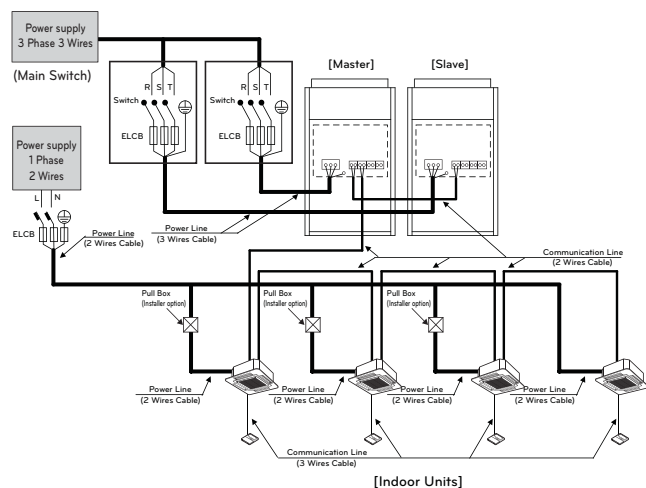 Power supply
3 Phase 3 Wires
(Main Switch)
[Master]
[Slave]
R S T
Switch
ELCB
R S T
Switch
ELCB
Power supply
1 Phase
2 Wires
L N
ELCB
Power Line
(2 Wires Cable)
Power Line
(3 Wires Cable)
Communication Line
(2 Wires Cable)
Pull Box
(Installer option)
Pull Box
(Installer option)
Pull Box
(Installer option)
Power Line
(2 Wires Cable)
Power Line
(2 Wires Cable)
Power Line
(2 Wires Cable)
Power Line
(2 Wires Cable)
Communication Line
(3 Wires Cable)
[Indoor Units]